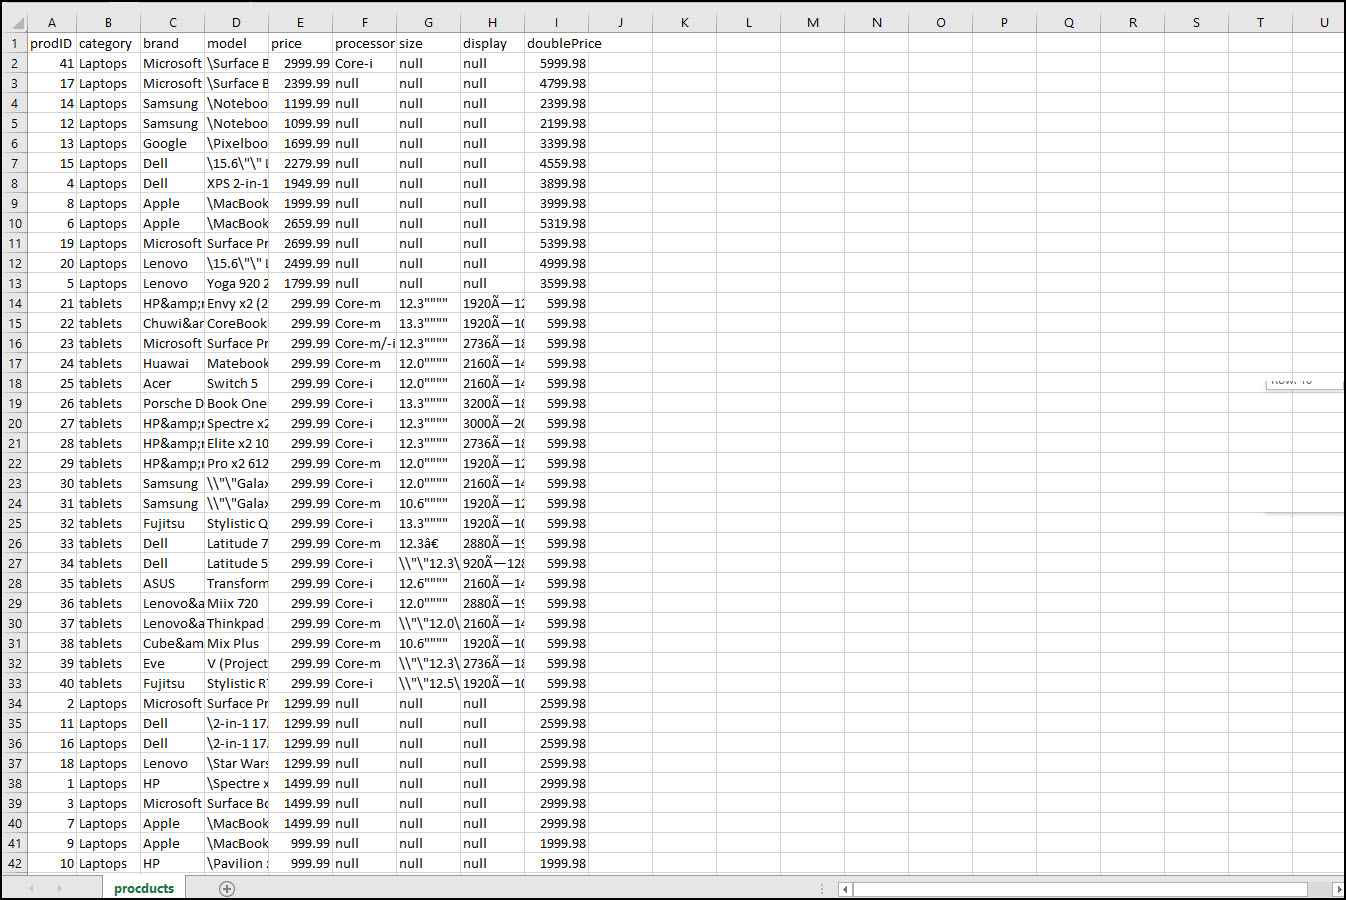 A B C D E F G H I J K L M N O P Q R S T U
1 prodID category brand model price processor size display doublePrice
2 41 Laptops Microsoft \Surface B 2999.99 Core-i null null 5999.98
3 17 Laptops Microsoft \Surface B 2399.99 null null null 4799.98
4 14 Laptops Samsung \Noteboo 1199.99 null null null 2399.98
5 12 Laptops Samsung \Noteboo 1099.99 null null null 2199.98
6 13 Laptops Google \Pixelboo 1699.99 null null null 3399.98
7 15 Laptops Dell \15.6\"\" L 2279.99 null null null 4559.98
8 4 Laptops Dell XPS 2-in-1 1949.99 null null null 3899.98
9 8 Laptops Apple \MacBook 1999.99 null null null 3999.98
10 6 Laptops Apple \MacBook 2659.99 null null null 5319.98
11 19 Laptops Microsoft Surface Pr 2699.99 null null null 5399.98
12 20 Laptops Lenovo \15.6\"\" L 2499.99 null null null 4999.98
13 5 Laptops Lenovo Yoga 920 2 1799.99 null null null 3599.98
14 21 tablets HP&amp;r Envy x2 (2 299.99 Core-m 12.3"""" 1920Ã—12 599.98
15 22 tablets Chuwi&ar CoreBook 299.99 Core-m 13.3"""" 1920Ã—10 599.98
16 23 tablets Microsoft Surface Pr 299.99 Core-m/-i 12.3"""" 2736Ã—18 599.98
17 24 tablets Huawai Matebook 299.99 Core-m 12.0"""" 2160Ã—14 599.98
18 25 tablets Acer Switch 5 299.99 Core-i 12.0"""" 2160Ã—14 599.98
19 26 tablets Porsche D Book One 299.99 Core-i 13.3"""" 3200Ã—18 599.98
20 27 tablets HP&amp;r Spectre x2 299.99 Core-i 12.3"""" 3000Ã—20 599.98
21 28 tablets HP&amp;r Elite x2 10 299.99 Core-i 12.3"""" 2736Ã—18 599.98
22 29 tablets HP&amp;r Pro x2 612 299.99 Core-m 12.0"""" 1920Ã—12 599.98
23 30 tablets Samsung \\"\"Galax 299.99 Core-i 12.0"""" 2160Ã—14 599.98
24 31 tablets Samsung \\"\"Galax 299.99 Core-m 10.6"""" 1920Ã—12 599.98
25 32 tablets Fujitsu Stylistic Q 299.99 Core-i 13.3"""" 1920Ã—10 599.98
26 33 tablets Dell Latitude 7 299.99 Core-m 12.3â€ 2880Ã—19 599.98
27 34 tablets Dell Latitude 5 299.99 Core-i \\"\"12.3\ 920Ã—128 599.98
28 35 tablets ASUS Transform 299.99 Core-i 12.6"""" 2160Ã—14 599.98
29 36 tablets Lenovo&a Miix 720 299.99 Core-i 12.0"""" 2880Ã—19 599.98
30 37 tablets Lenovo&a Thinkpad 299.99 Core-m \\"\"12.0\ 2160Ã—14 599.98
31 38 tablets Cube&am Mix Plus 299.99 Core-m 10.6"""" 1920Ã—10 599.98
32 39 tablets Eve V (Project 299.99 Core-m \\"\"12.3\ 2736Ã—18 599.98
33 40 tablets Fujitsu Stylistic R 299.99 Core-i \\"\"12.5\ 1920Ã—10 599.98
34 2 Laptops Microsoft Surface Pr 1299.99 null null null 2599.98
35 11 Laptops Dell \2-in-1 17. 1299.99 null null null 2599.98
36 16 Laptops Dell \2-in-1 17. 1299.99 null null null 2599.98
37 18 Laptops Lenovo \Star Wars 1299.99 null null null 2599.98
38 1 Laptops HP \Spectre x 1499.99 null null null 2999.98
39 3 Laptops Microsoft Surface Bo 1499.99 null null null 2999.98
40 7 Laptops Apple \MacBook 1499.99 null null null 2999.98
41 9 Laptops Apple \MacBook 999.99 null null null 1999.98
42 10 Laptops HP \Pavilion 999.99 null null null 1999.98
procducts